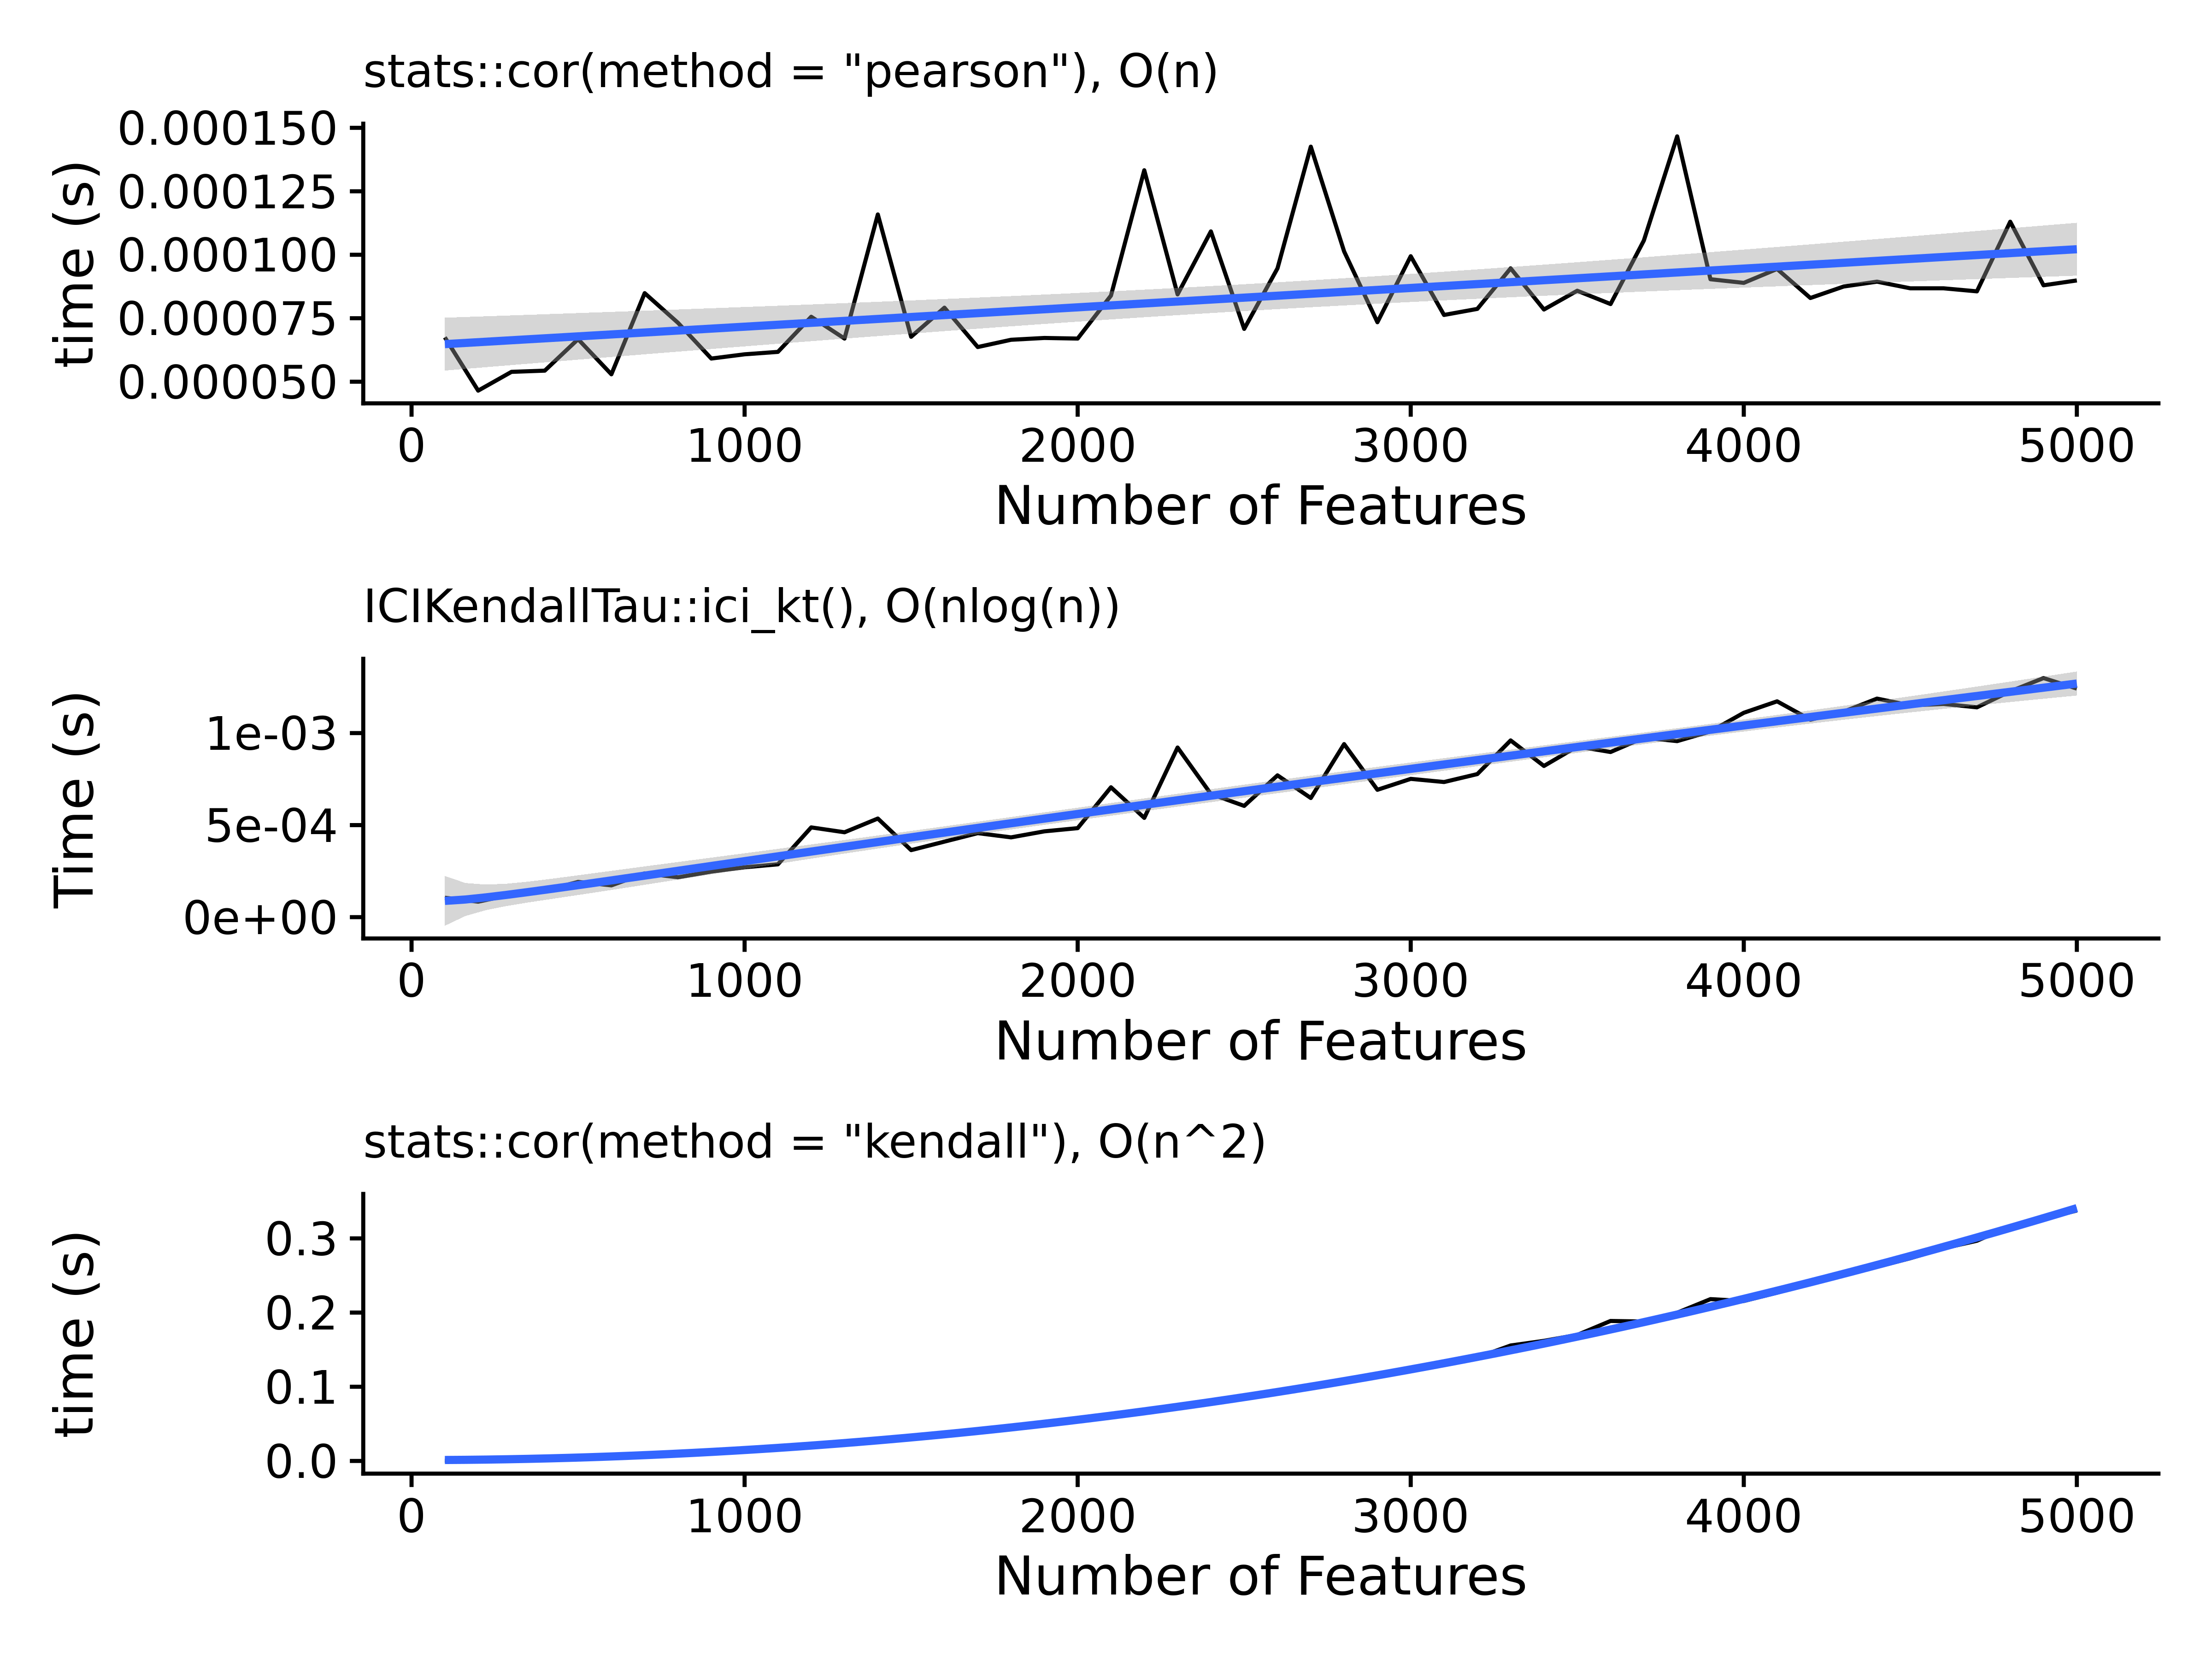 stats::cor(method = "pearson"), O(n)
time (s)
0.000150
0.000125
0.000100
0.000075
0.000050
0 1000 2000 3000 4000 5000
Number of Features
ICIKendallTau::ici_kt(), O(nlog(n))
Time (s)
1e-03
5e-04
0e+00
0 1000 2000 3000 4000 5000
Number of Features
stats::cor(method = "kendall"), O(n^2)
time (s)
0.3
0.2
0.1
0.0
0 1000 2000 3000 4000 5000
Number of Features